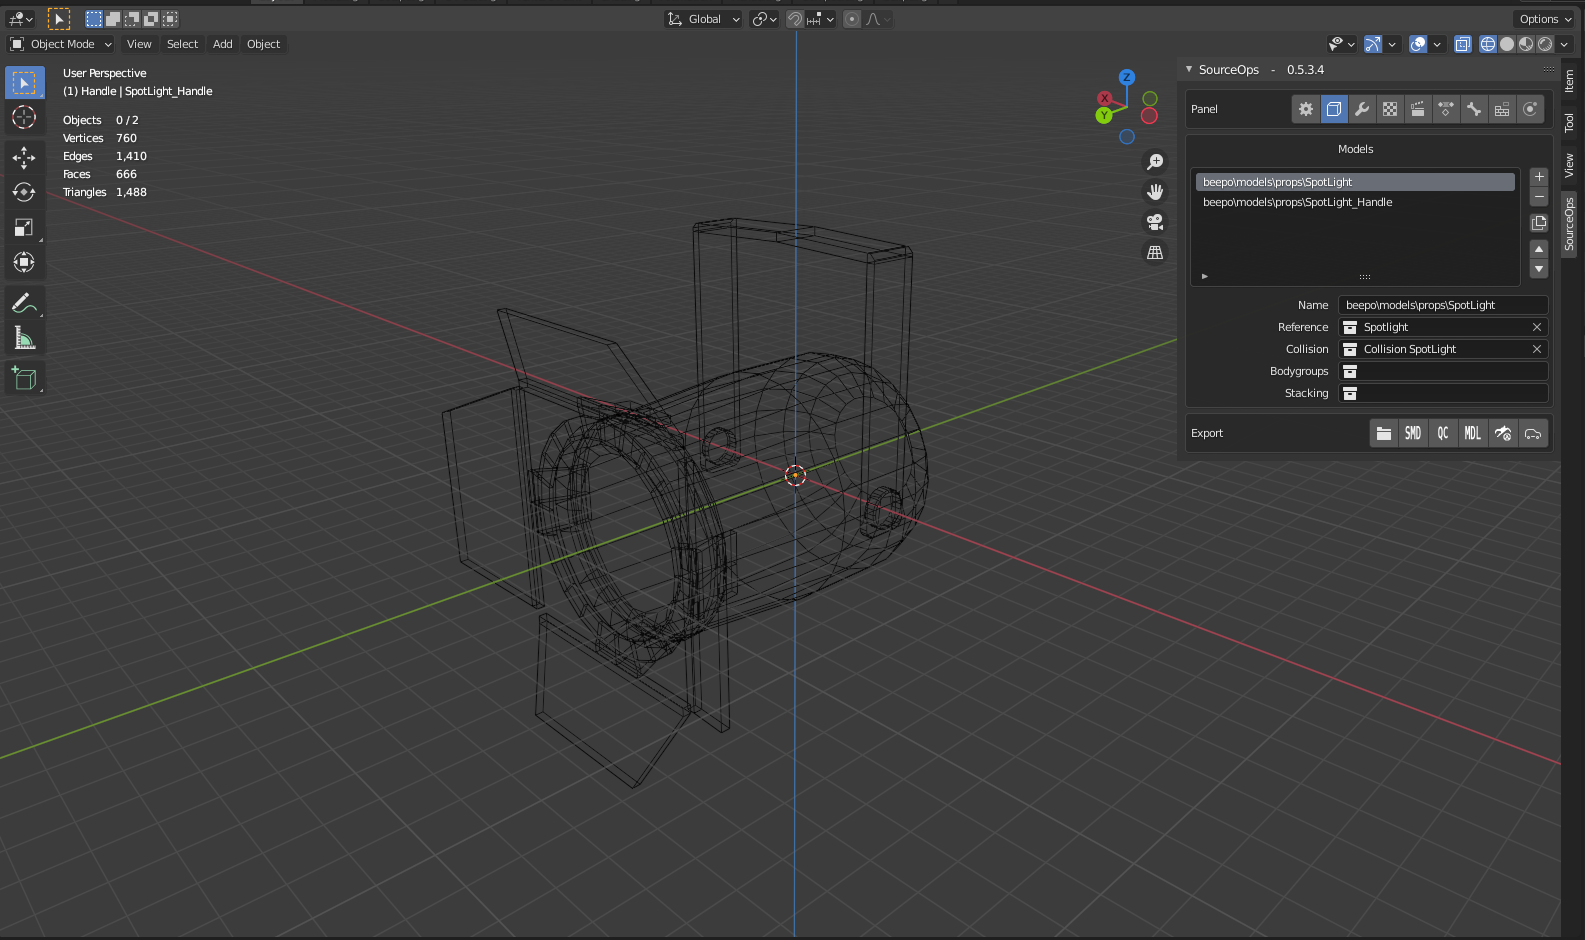 Global
Options
Object Mode
View
Select
Add
Object
User Perspective
(1) Handle | SpotLight_Handle
Objects 0 / 2
Vertices 760
Edges 1,410
Faces 666
Triangles 1,488
Z
X
Y
SourceOps - 0.5.3.4
Panel
Models
beepo\models\props\SpotLight
beepo\models\props\SpotLight_Handle
Name beepo\models\props\SpotLight
Reference Spotlight
Collision Collision SpotLight
Bodygroups
Stacking
Export SMD QC MDL
Item
Tool
View
SourceOps